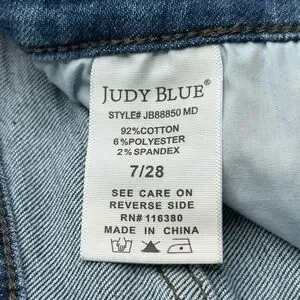 JUDY BLUE®
STYLE# JB88850 MD
92%COTTON
6%POLYESTER
2%SPANDEX
7/28
SEE CARE ON
REVERSE SIDE
RN# 116380
MADE IN CHINA